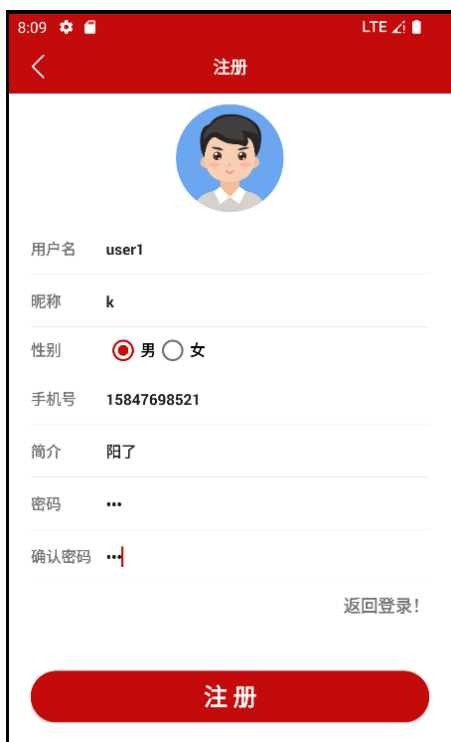 8:09 LTE
注册
用户名 user1
昵称 k
性别 男 女
手机号 15847698521
简介 阳了
密码 •••
确认密码 •••
返回登录!
注册